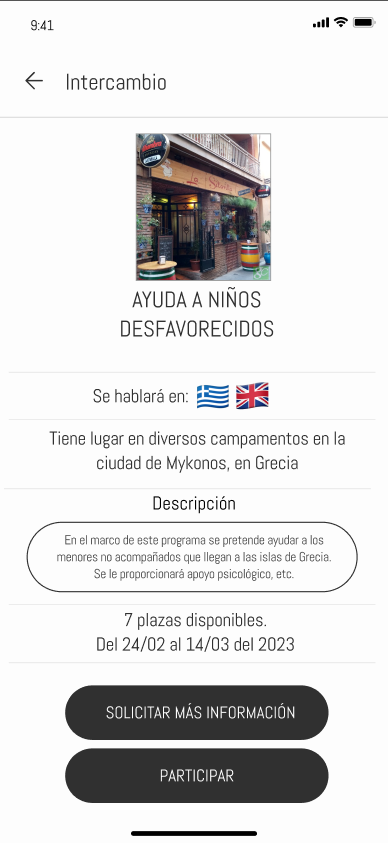 9:41
Intercambio
AYUDA A NIÑOS
DESFAVORECIDOS
Se hablará en:
Tiene lugar en diversos campamentos en la
ciudad de Mykonos, en Grecia
Descripción
En el marco de este programa se pretende ayudar a los
menores no acompañados que llegan a las islas de Grecia.
Se le proporcionará apoyo psicológico, etc.
7 plazas disponibles.
Del 24/02 al 14/03 del 2023
SOLICITAR MÁS INFORMACIÓN
PARTICIPAR